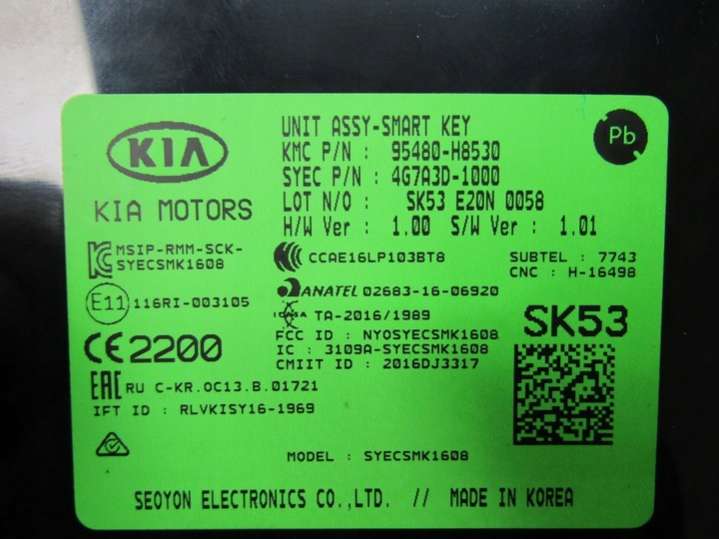 KIA
KIA MOTORS
UNIT ASSY-SMART KEY
KMC P/N : 95480-H8530
SYEC P/N : 4G7A3D-1000
LOT N/O : SK53 E20N 0058
H/W Ver : 1.00 S/W Ver : 1.01
Pb
MSIP-RMM-SCK-
SYECSMK1608
CCAE16LP103BT8
SUBTEL : 7743
CNC : H-16498
E11 116RI-003105
ANATEL 02683-16-06920
TA-2016/1989
SK53
CE2200
FCC ID : NYOSYECSMK1608
IC : 3109A-SYECSMK1608
CMIIT ID : 2016DJ3317
EAC RU C-KR.OC13.B.01721
IFT ID : RLVKISY16-1969
MODEL : SYECSMK1608
SEOYON ELECTRONICS CO.,LTD. // MADE IN KOREA